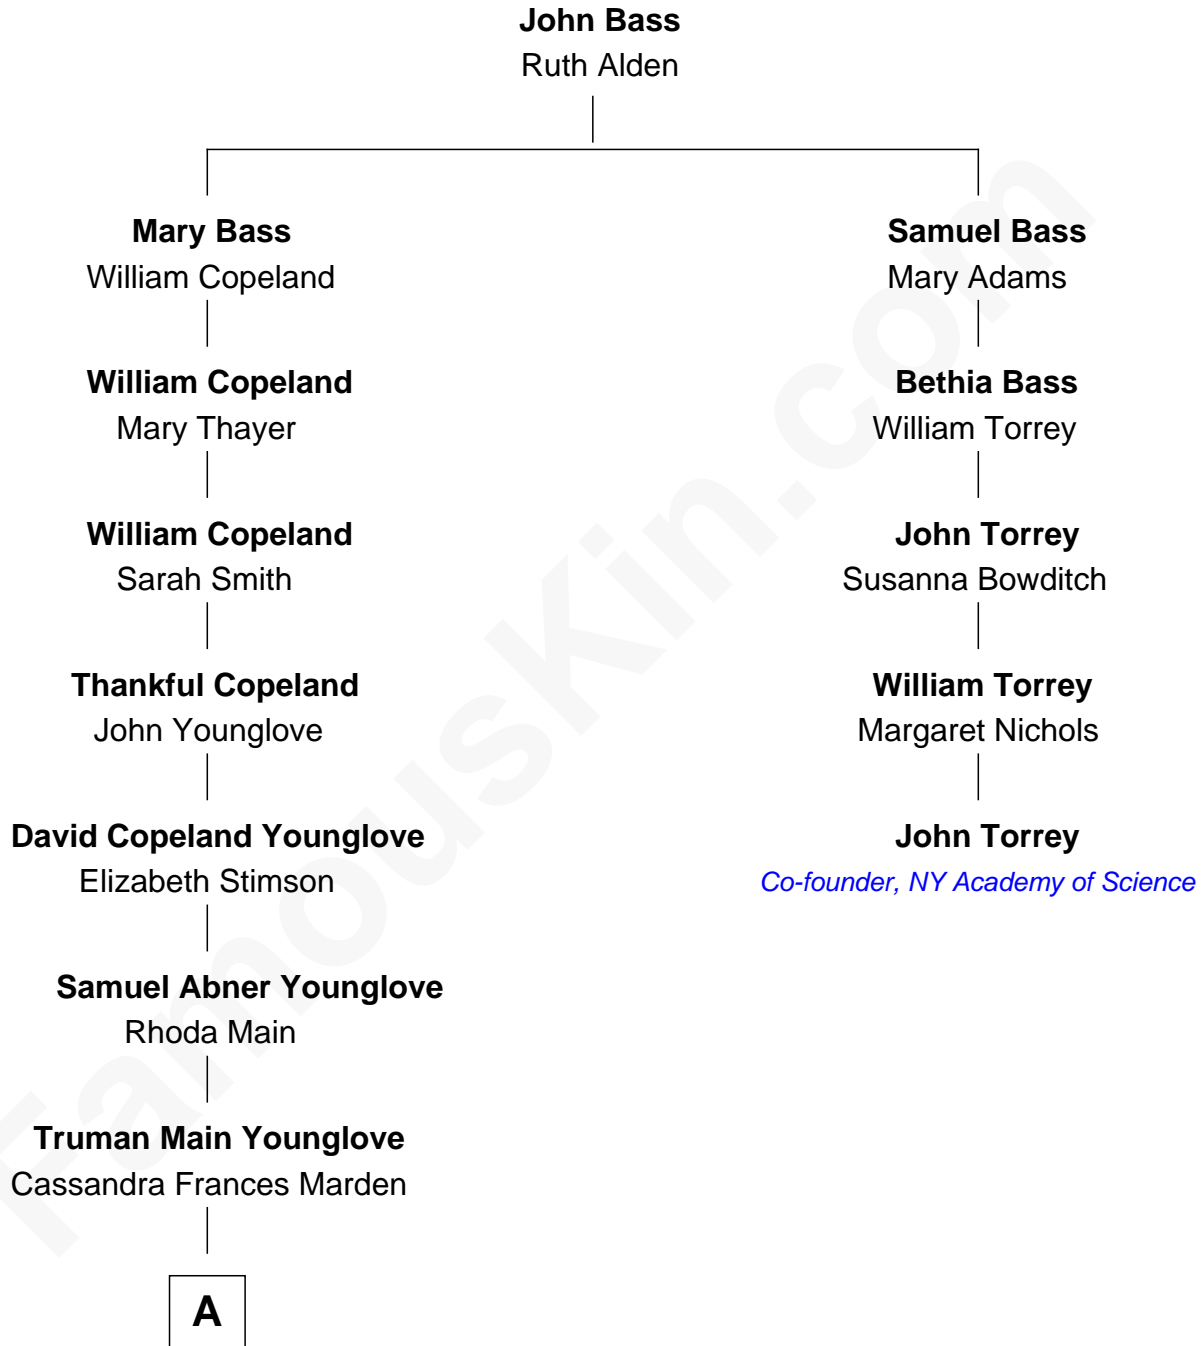 John Bass
Ruth Alden
Mary Bass
William Copeland
Samuel Bass
Mary Adams
William Copeland
Mary Thayer
Bethia Bass
William Torrey
William Copeland
Sarah Smith
John Torrey
Susanna Bowditch
Thankful Copeland
John Younglove
William Torrey
Margaret Nichols
David Copeland Younglove
Elizabeth Stimson
John Torrey
Co-founder, NY Academy of Science
Samuel Abner Younglove
Rhoda Main
Truman Main Younglove
Cassandra Frances Marden
A
FamousKin.com